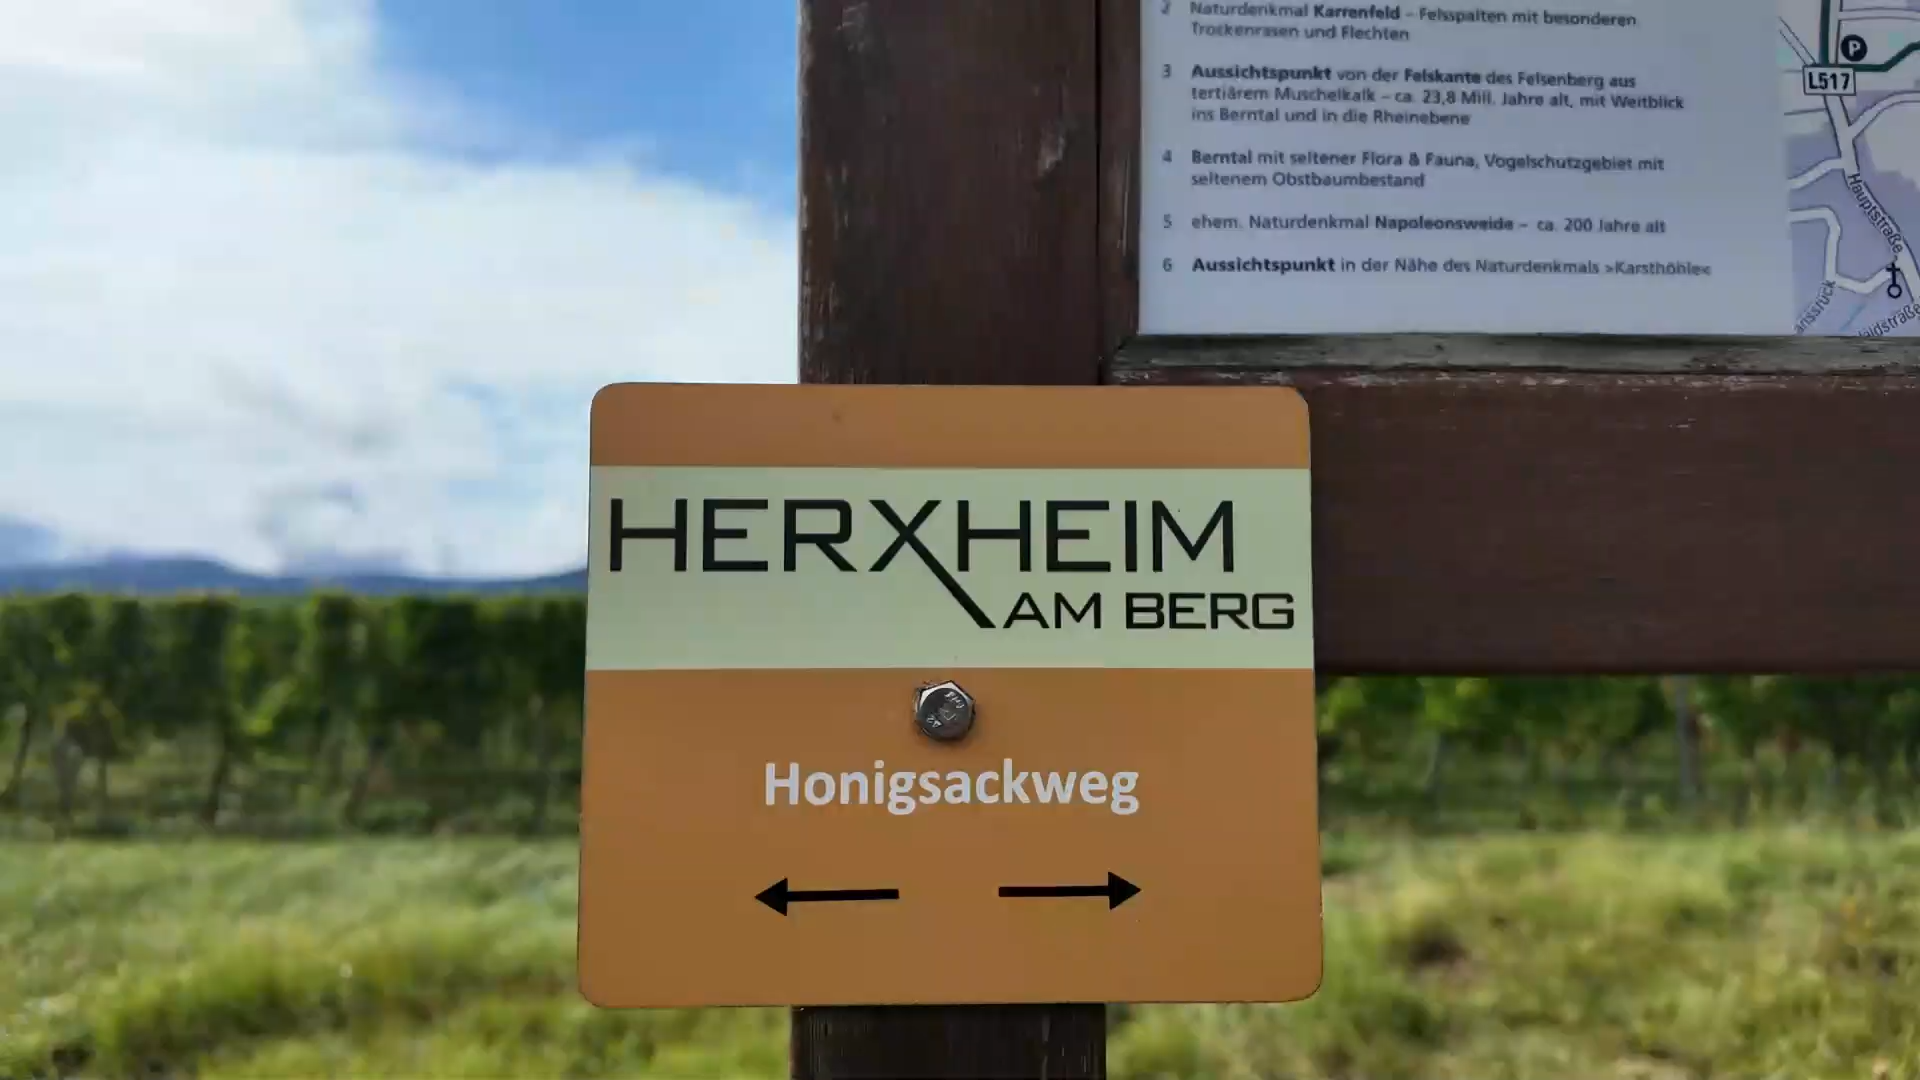 2 Naturdenkmal Karrenfeld – Felsspalten mit besonderen
Trockenrasen und Flechten
3 Aussichtspunkt von der Felskante des Felsenberg aus
tertiärem Muschelkalk – ca. 23,8 Mill. Jahre alt, mit Weitblick
ins Berntal und in die Rheinebene
4 Berntal mit seltener Flora & Fauna, Vogelschutzgebiet mit
seltenem Obstbaumbestand
5 ehem. Naturdenkmal Napoleonsweide – ca. 200 Jahre alt
6 Aussichtspunkt in der Nähe des Naturdenkmals >Karsthöhle<
P
L517
Hauptstraße
HERXHEIM
AM BERG
Honigsackweg